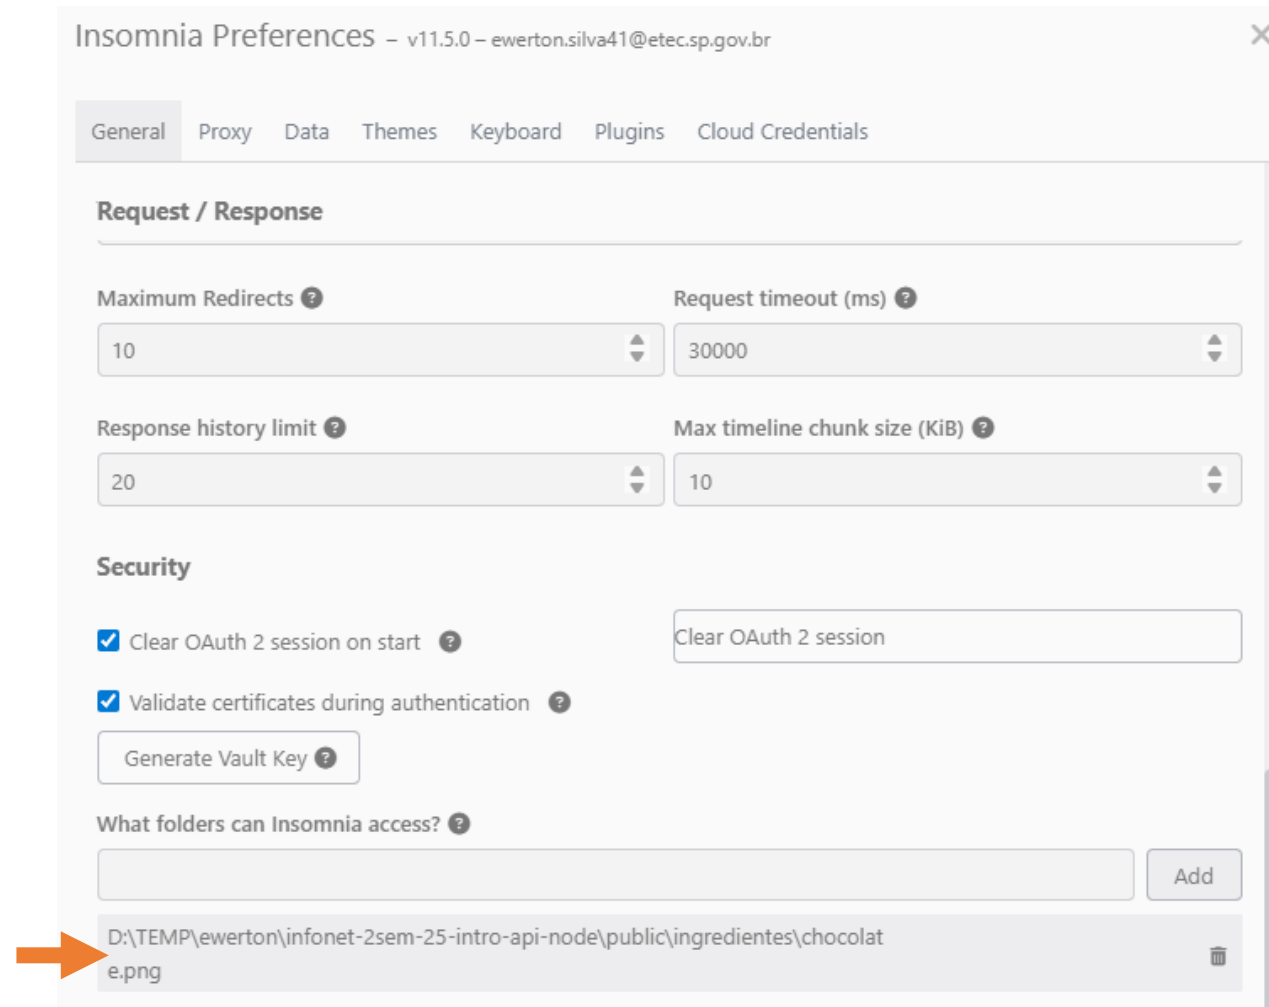 Insomnia Preferences – v11.5.0 – ewerton.silva41@etec.sp.gov.br
General Proxy Data Themes Keyboard Plugins Cloud Credentials
Request / Response
Maximum Redirects ? Request timeout (ms) ?
10 30000
Response history limit ? Max timeline chunk size (KiB) ?
20 10
Security
Clear OAuth 2 session on start ? Clear OAuth 2 session
Validate certificates during authentication ?
Generate Vault Key ?
What folders can Insomnia access? ?
Add
D:\TEMP\ewerton\infonet-2sem-25-intro-api-node\public\ingredientes\chocolat
e.png